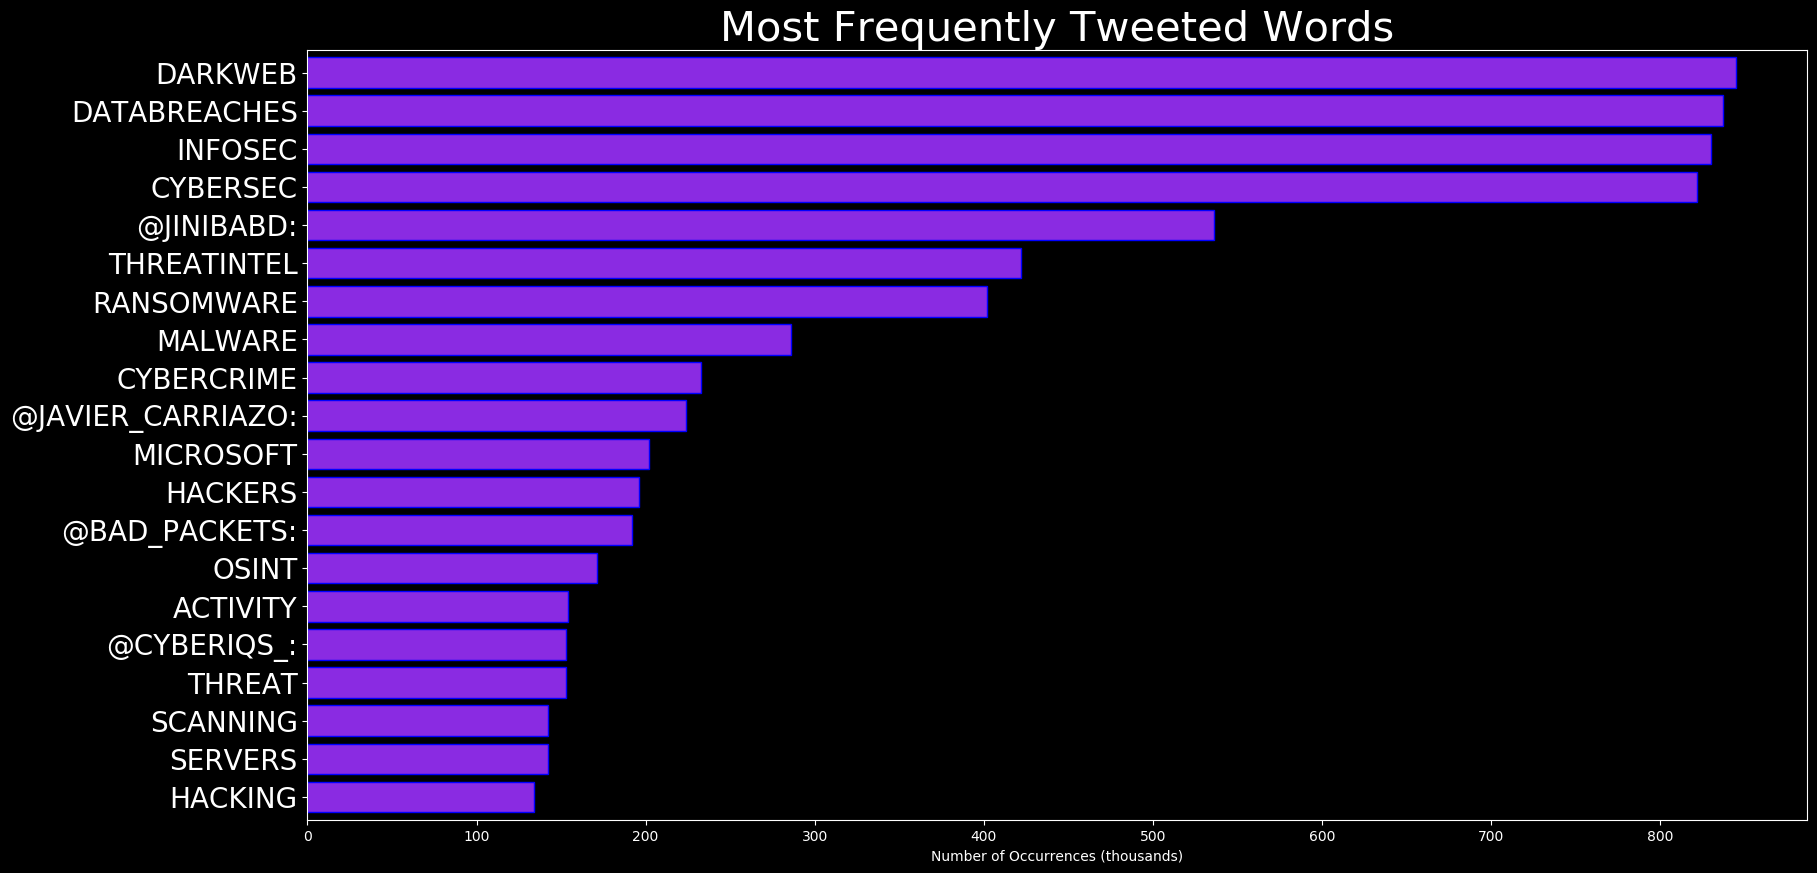 Most Frequently Tweeted Words
DARKWEB
DATABREACHES
INFOSEC
CYBERSEC
@JINIBABD:
THREATINTEL
RANSOMWARE
MALWARE
CYBERCRIME
@JAVIER_CARRIAZO:
MICROSOFT
HACKERS
@BAD_PACKETS:
OSINT
ACTIVITY
@CYBERIQS_:
THREAT
SCANNING
SERVERS
HACKING
0 100 200 300 400 500 600 700 800
Number of Occurrences (thousands)